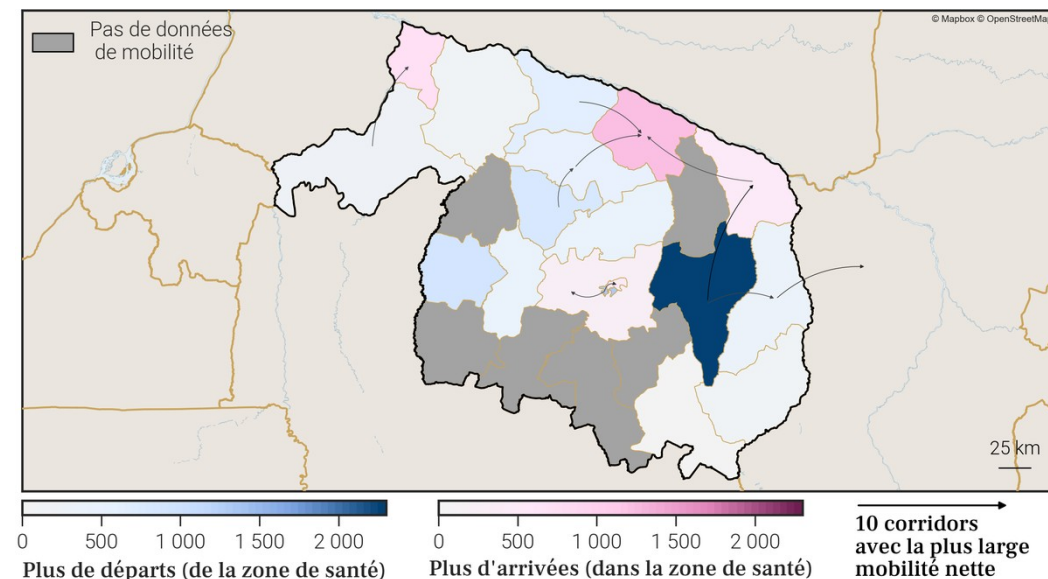 Pas de données
de mobilité
© Mapbox © OpenStreetMap
25 km
0 500 1 000 1 500 2 000
Plus de départs (de la zone de santé)
0 500 1 000 1 500 2 000
Plus d'arrivées (dans la zone de santé)
10 corridors
avec la plus large
mobilité nette